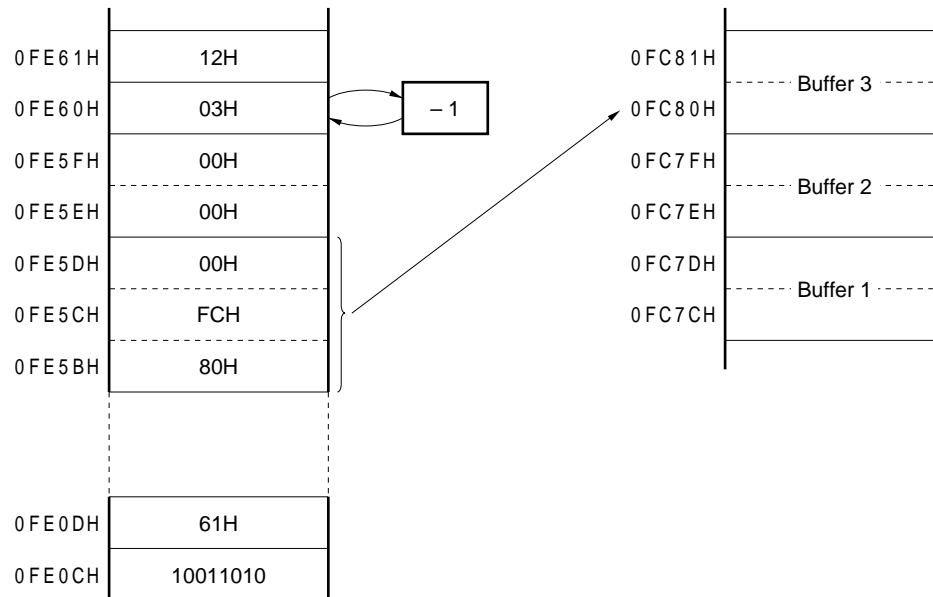 0FE61H 12H
0FE60H 03H
0FE5FH 00H
0FE5EH 00H
0FE5DH 00H
0FE5CH FCH
0FE5BH 80H
0FE0DH 61H
0FE0CH 10011010
– 1
0FC81H
Buffer 3
0FC80H
0FC7FH
Buffer 2
0FC7EH
0FC7DH
Buffer 1
0FC7CH